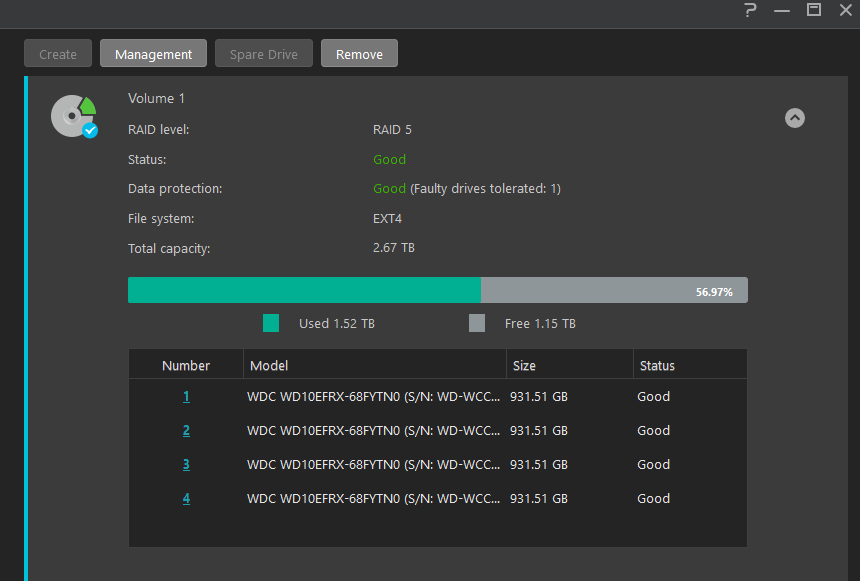 ?
Create Management Spare Drive Remove
Volume 1
RAID level: RAID 5
Status: Good
Data protection: Good (Faulty drives tolerated: 1)
File system: EXT4
Total capacity: 2.67 TB
56.97%
Used 1.52 TB Free 1.15 TB
Number Model Size Status
1 WDC WD10EFRX-68FYTN0 (S/N: WD-WCC... 931.51 GB Good
2 WDC WD10EFRX-68FYTN0 (S/N: WD-WCC... 931.51 GB Good
3 WDC WD10EFRX-68FYTN0 (S/N: WD-WCC... 931.51 GB Good
4 WDC WD10EFRX-68FYTN0 (S/N: WD-WCC... 931.51 GB Good